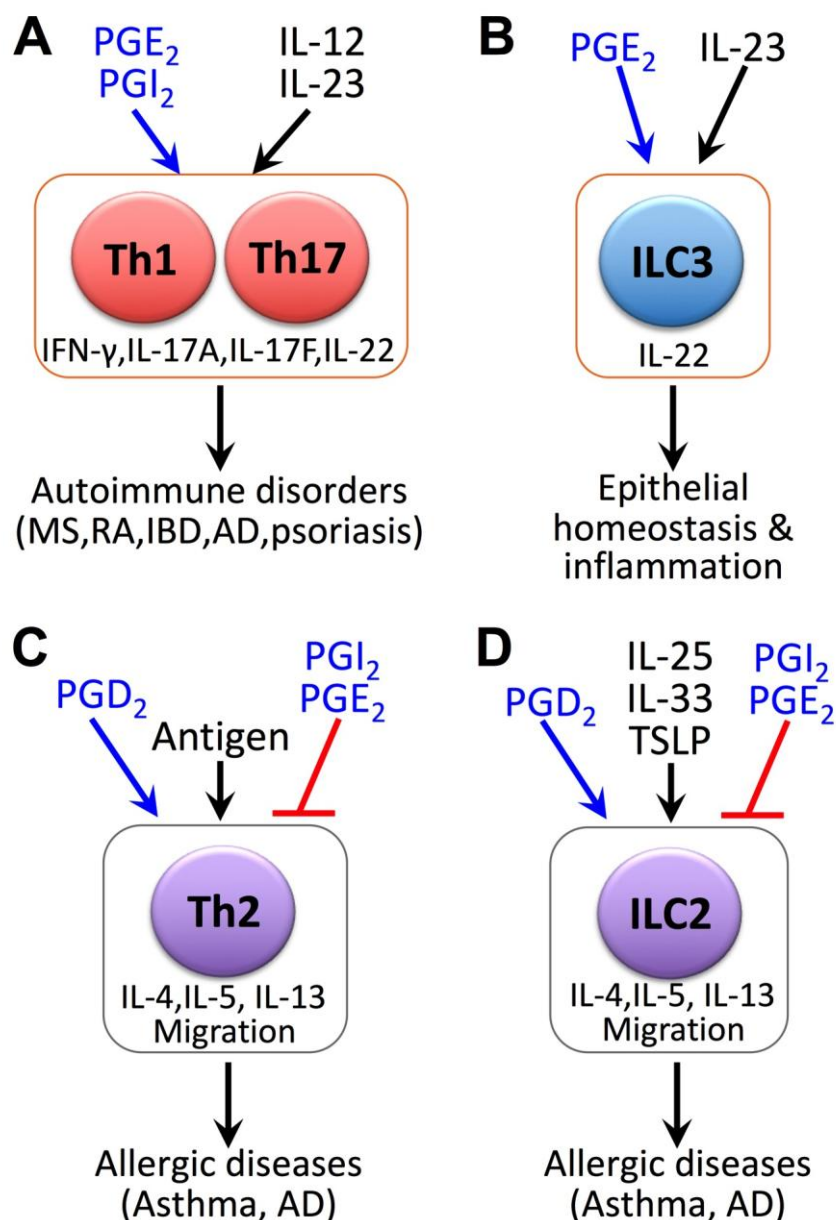 A
PGE₂
PGI₂
IL-12
IL-23
Th1
Th17
IFN-γ,IL-17A,IL-17F,IL-22
Autoimmune disorders
(MS,RA,IBD,AD,psoriasis)
B
PGE₂
IL-23
ILC3
IL-22
Epithelial
homeostasis &
inflammation
C
PGD₂
Antigen
PGI₂
PGE₂
Th2
IL-4,IL-5, IL-13
Migration
Allergic diseases
(Asthma, AD)
D
PGD₂
IL-25
IL-33
TSLP
PGI₂
PGE₂
ILC2
IL-4,IL-5, IL-13
Migration
Allergic diseases
(Asthma, AD)